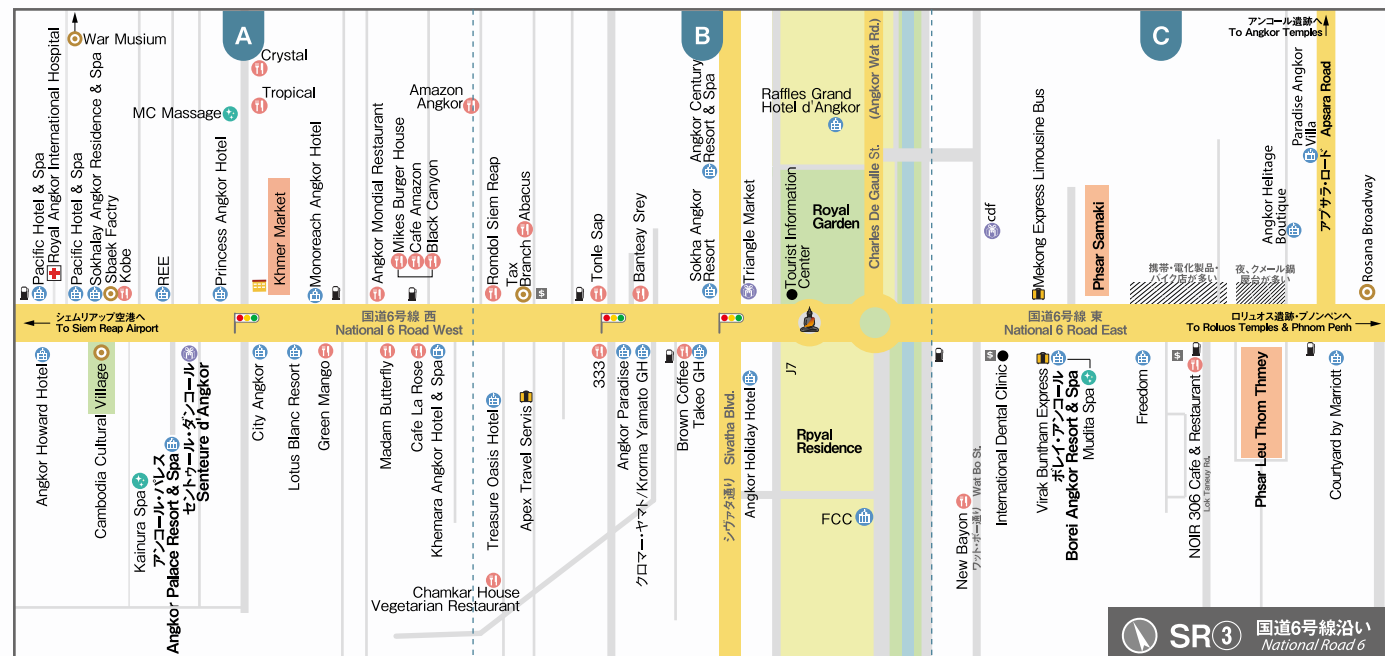 A
B
C
War Musium
Pacific Hotel & Spa
Royal Angkor International Hospital
Pacific Hotel & Spa
Sokhalay Angkor Residence & Spa
Sbaek Factry
Kobe
REE
MC Massage
Princess Angkor Hotel
Crystal
Tropical
Khmer Market
Monoreach Angkor Hotel
Angkor Mondial Restaurant
Mikes Burger House
Cafe Amazon
Black Canyon
Amazon
Angkor
Romdol Siem Reap
Tax
Branch
Abacus
Tonle Sap
Banteay Srey
Angkor Century
Resort & Spa
Sokha Angkor
Resort
Triangle Market
Raffles Grand
Hotel d'Angkor
Tourist Information
Center
Royal
Garden
Charles De Gaulle St.
(Angkor Wat Rd.)
cdf
Mekong Express Limousine Bus
Phsar Samaki
携帯・電化製品・
バイク店が多い
夜、クメール鍋
屋台が多い
Angkor Helitage
Boutique
Paradise Angkor
Villa
アンコール遺跡へ
To Angkor Temples
アプサラ・ロード Apsara Road
Rosana Broadway
シェムリアップ空港へ
To Siem Reap Airport
国道6号線 西
National 6 Road West
国道6号線 東
National 6 Road East
ロリュオス遺跡・プノンペンへ
To Roluos Temples & Phnom Penh
Angkor Howard Hotel
Cambodia Cultural Village
Kainura Spa
アンコール・パレス
Angkor Palace Resort & Spa
セントゥール・ダンコール
Senteure d'Angkor
City Angkor
Lotus Blanc Resort
Green Mango
Madam Butterfly
Cafe La Rose
Khemara Angkor Hotel & Spa
Treasure Oasis Hotel
Apex Travel Servis
Chamkar House
Vegetarian Restaurant
333
Angkor Paradise
クロマー・ヤマト/Krorma Yamato GH
Brown Coffee
Takeo GH
シヴァタ通り Sivatha Blvd.
Angkor Holiday Hotel
J7
Rpyal
Residence
FCC
New Bayon
ワット・ボー通り Wat Bo St.
International Dental Clinic
Virak Buntham Express
ボレイ・アンコール
Borei Angkor Resort & Spa
Mudita Spa
Freedom
NOIR 306 Cafe & Restaurant
Lok Taneuy Rd.
Phsar Leu Thom Thmey
Courtyard by Marriott
SR③
国道6号線沿い
National Road 6